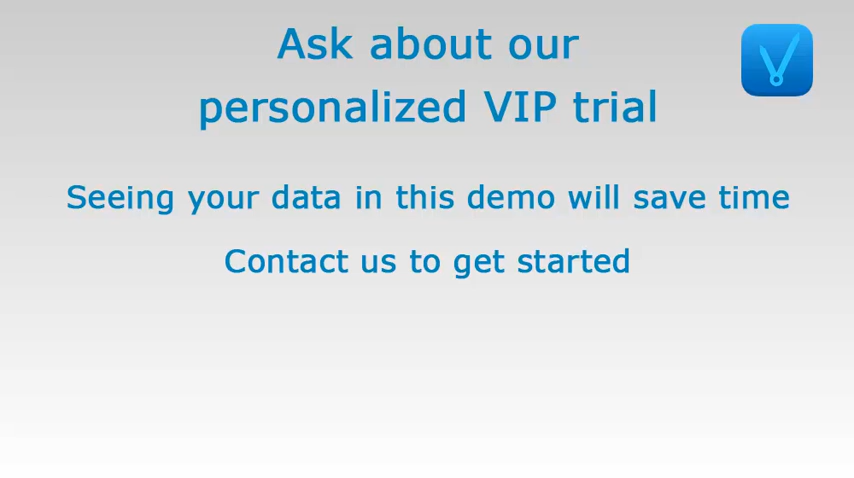 Ask about our
personalized VIP trial
Seeing your data in this demo will save time
Contact us to get started